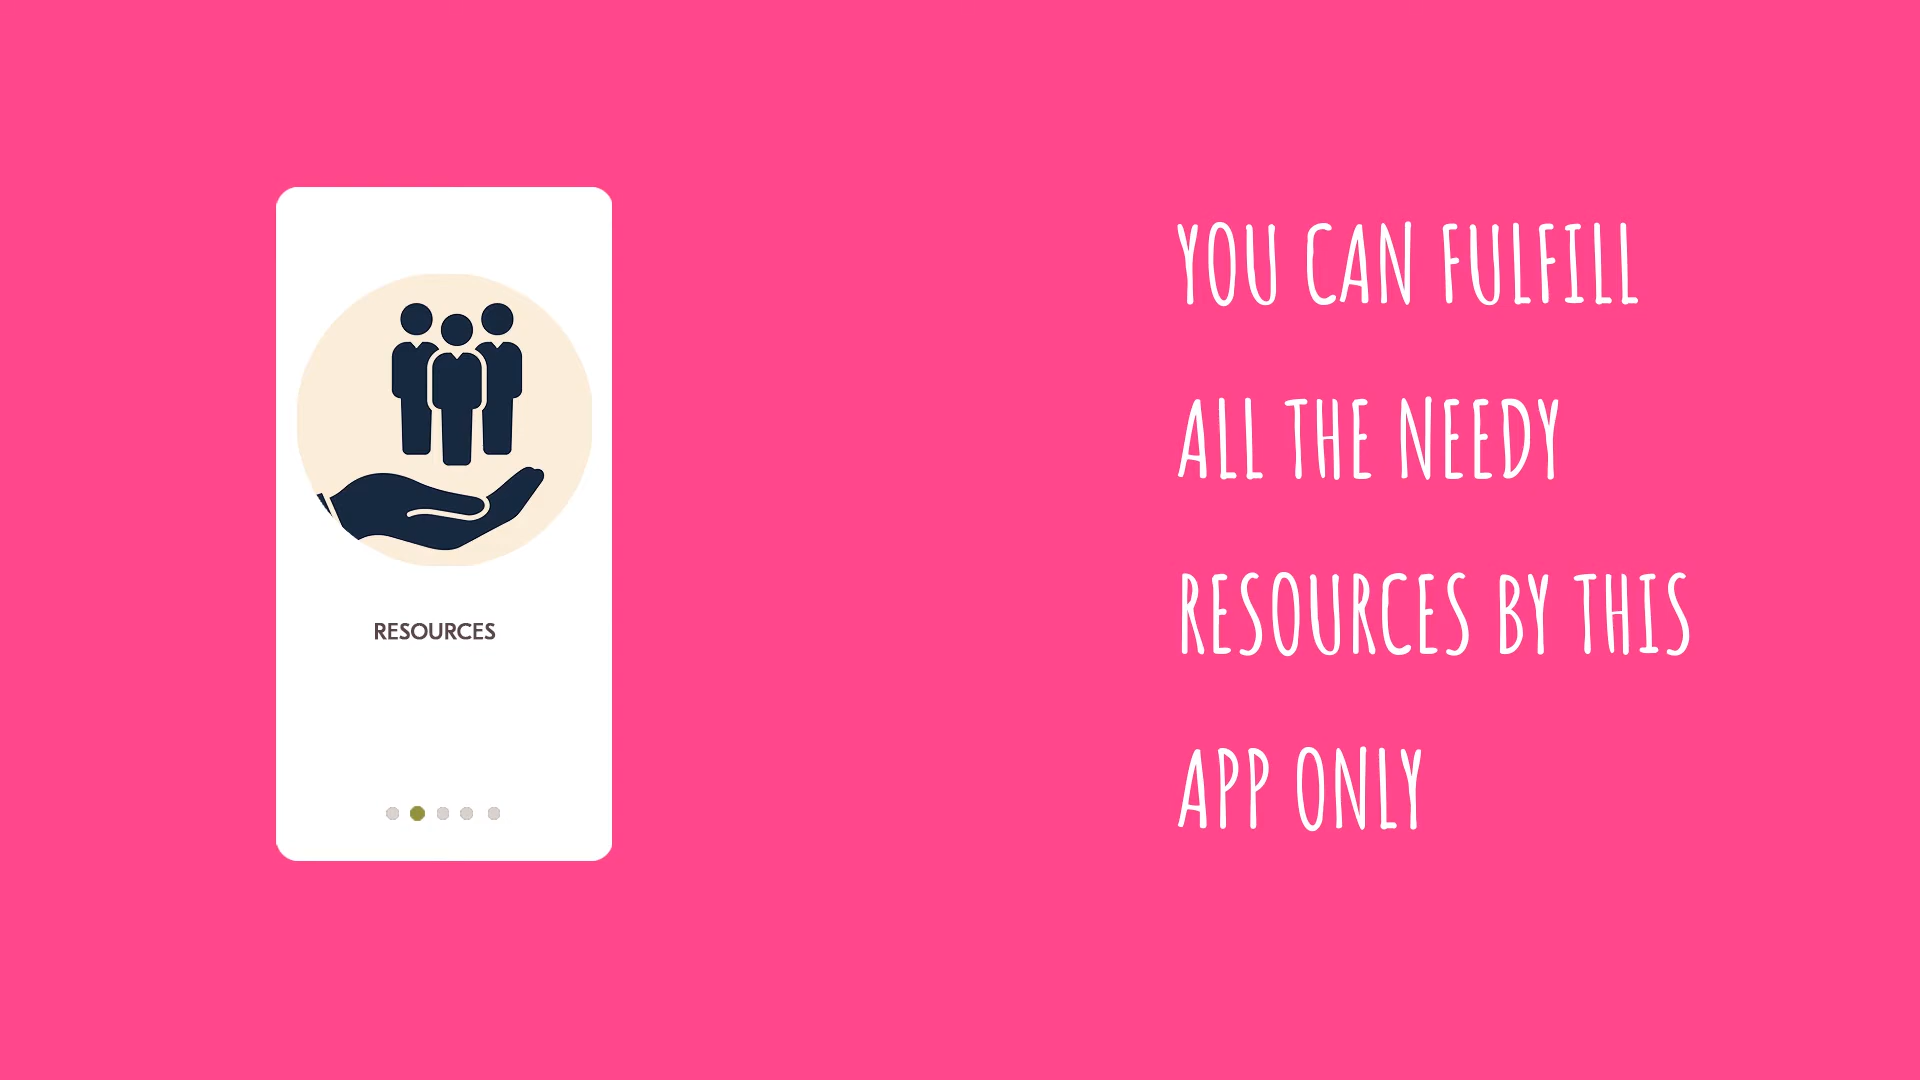 RESOURCES
YOU CAN FULFILL
ALL THE NEEDY
RESOURCES BY THIS
APP ONLY